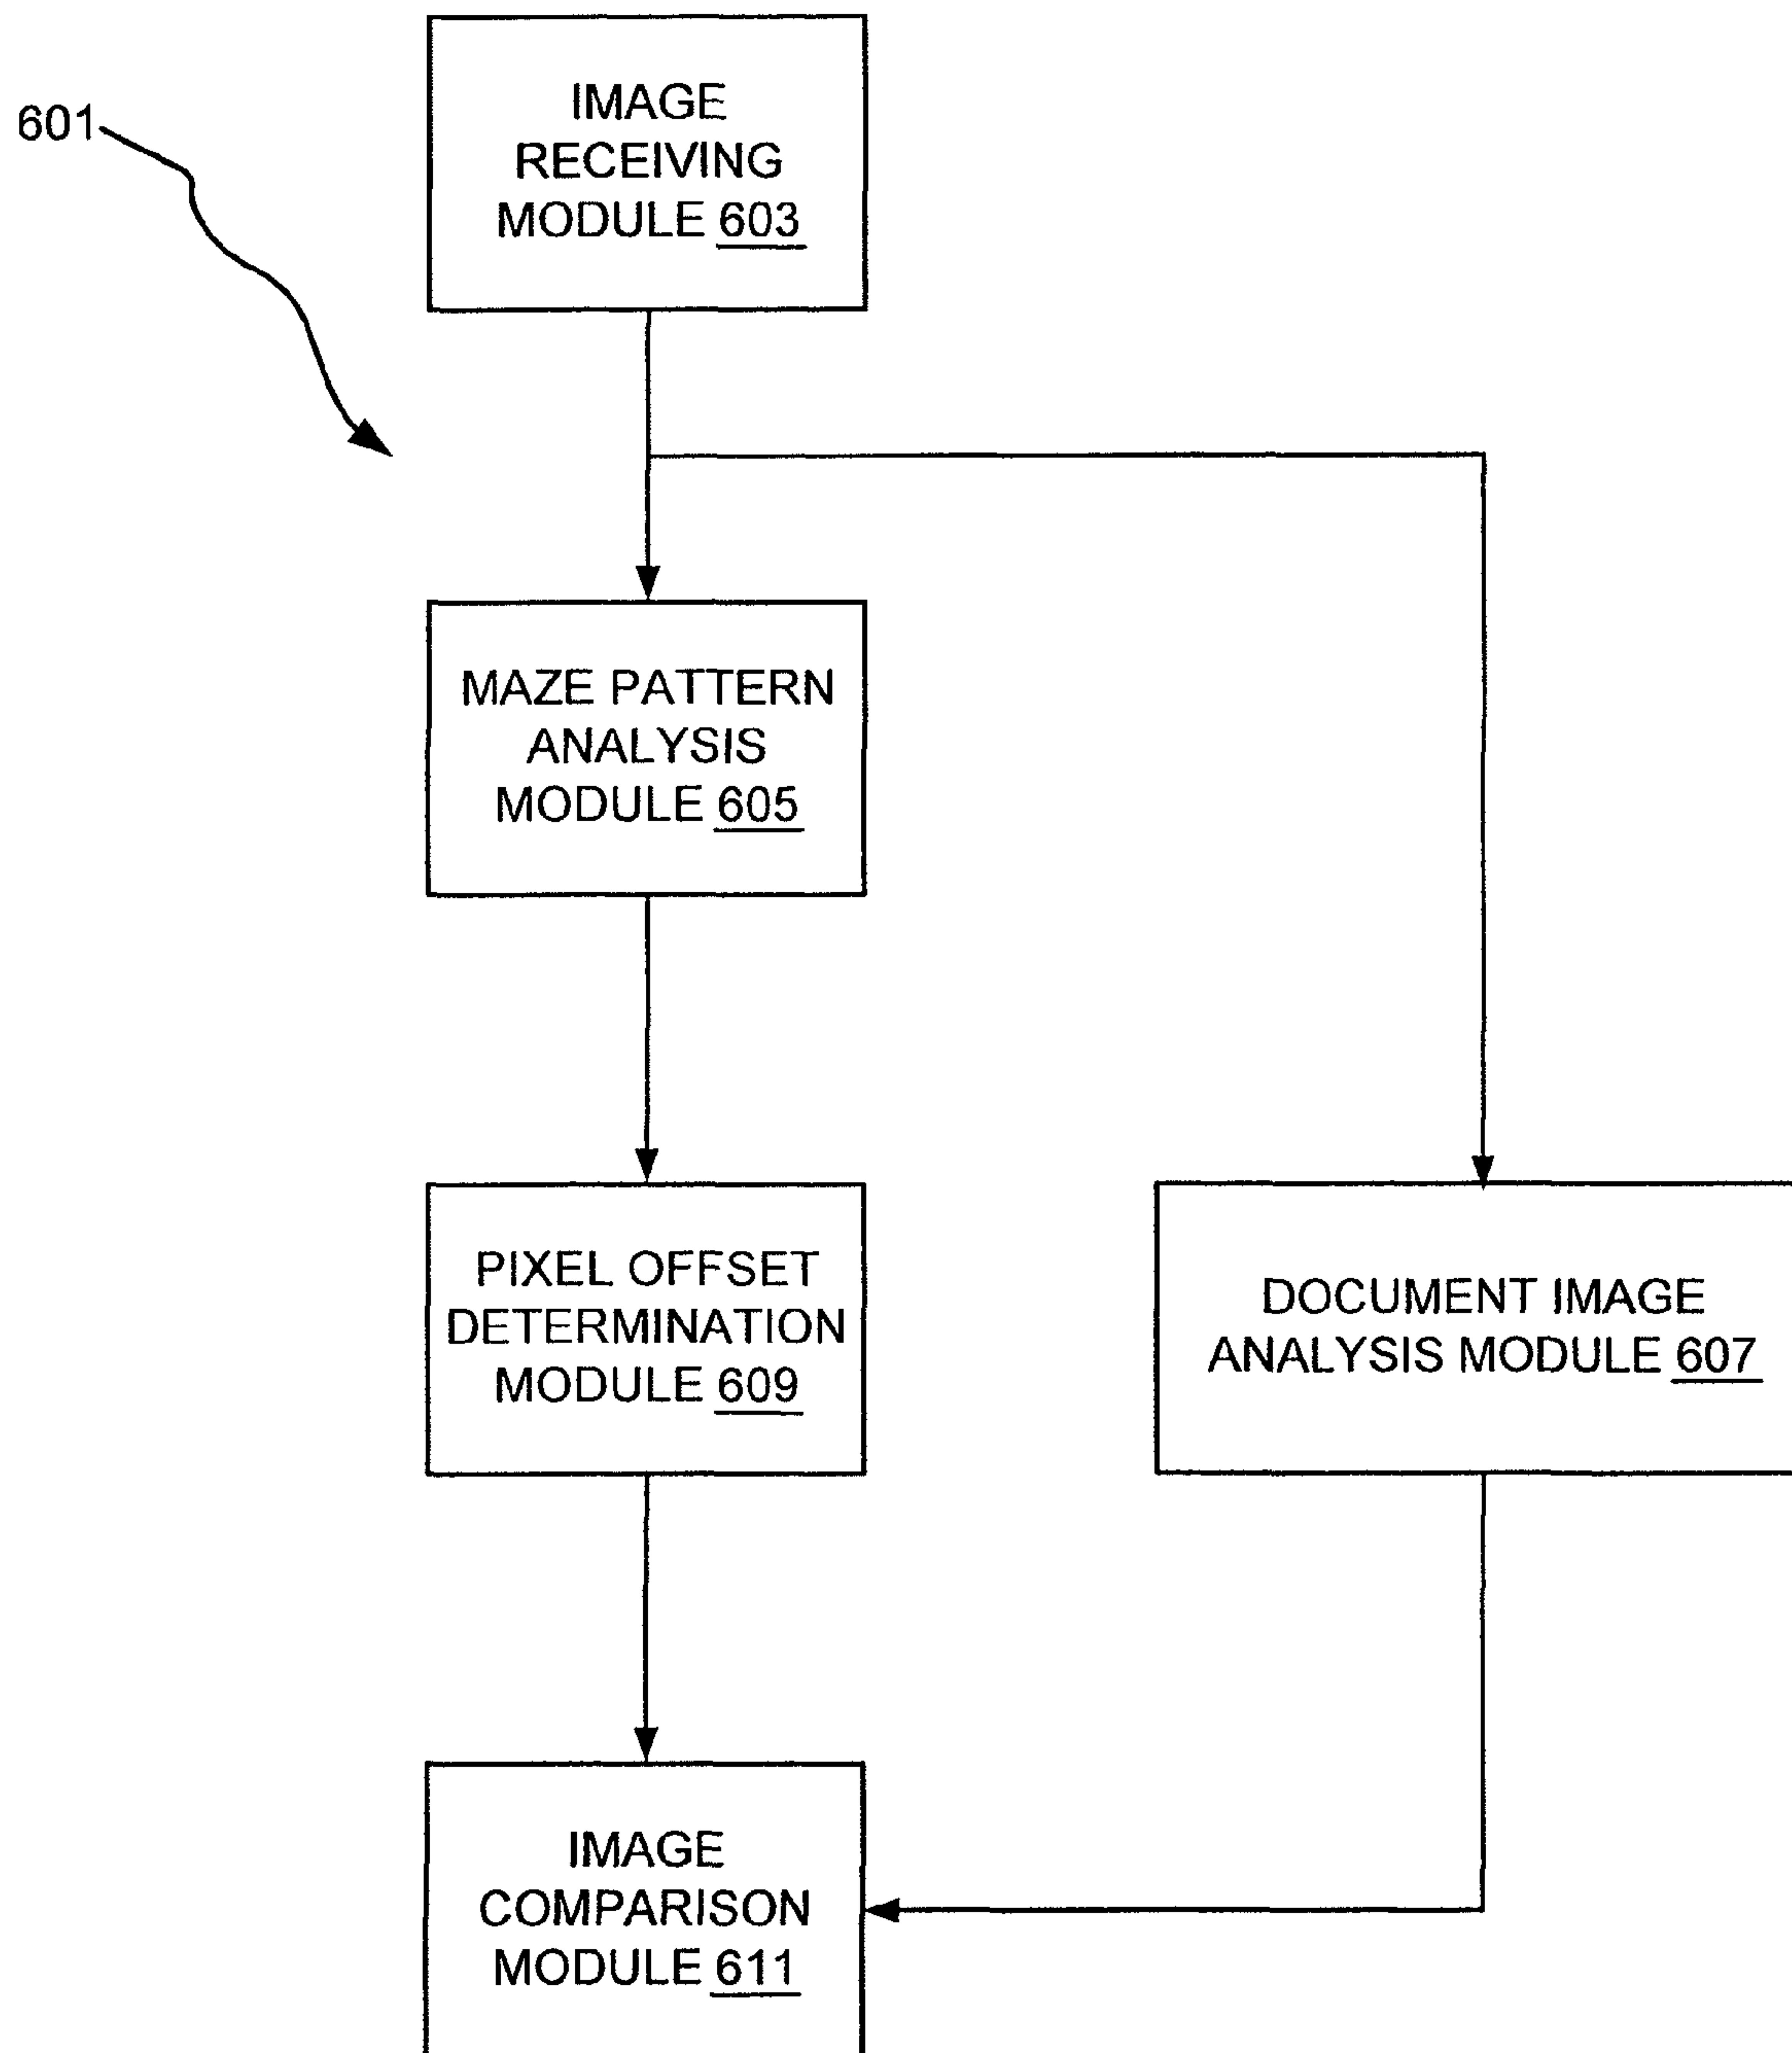 601
IMAGE
RECEIVING
MODULE 603
MAZE PATTERN
ANALYSIS
MODULE 605
PIXEL OFFSET
DETERMINATION
MODULE 609
DOCUMENT IMAGE
ANALYSIS MODULE 607
IMAGE
COMPARISON
MODULE 611